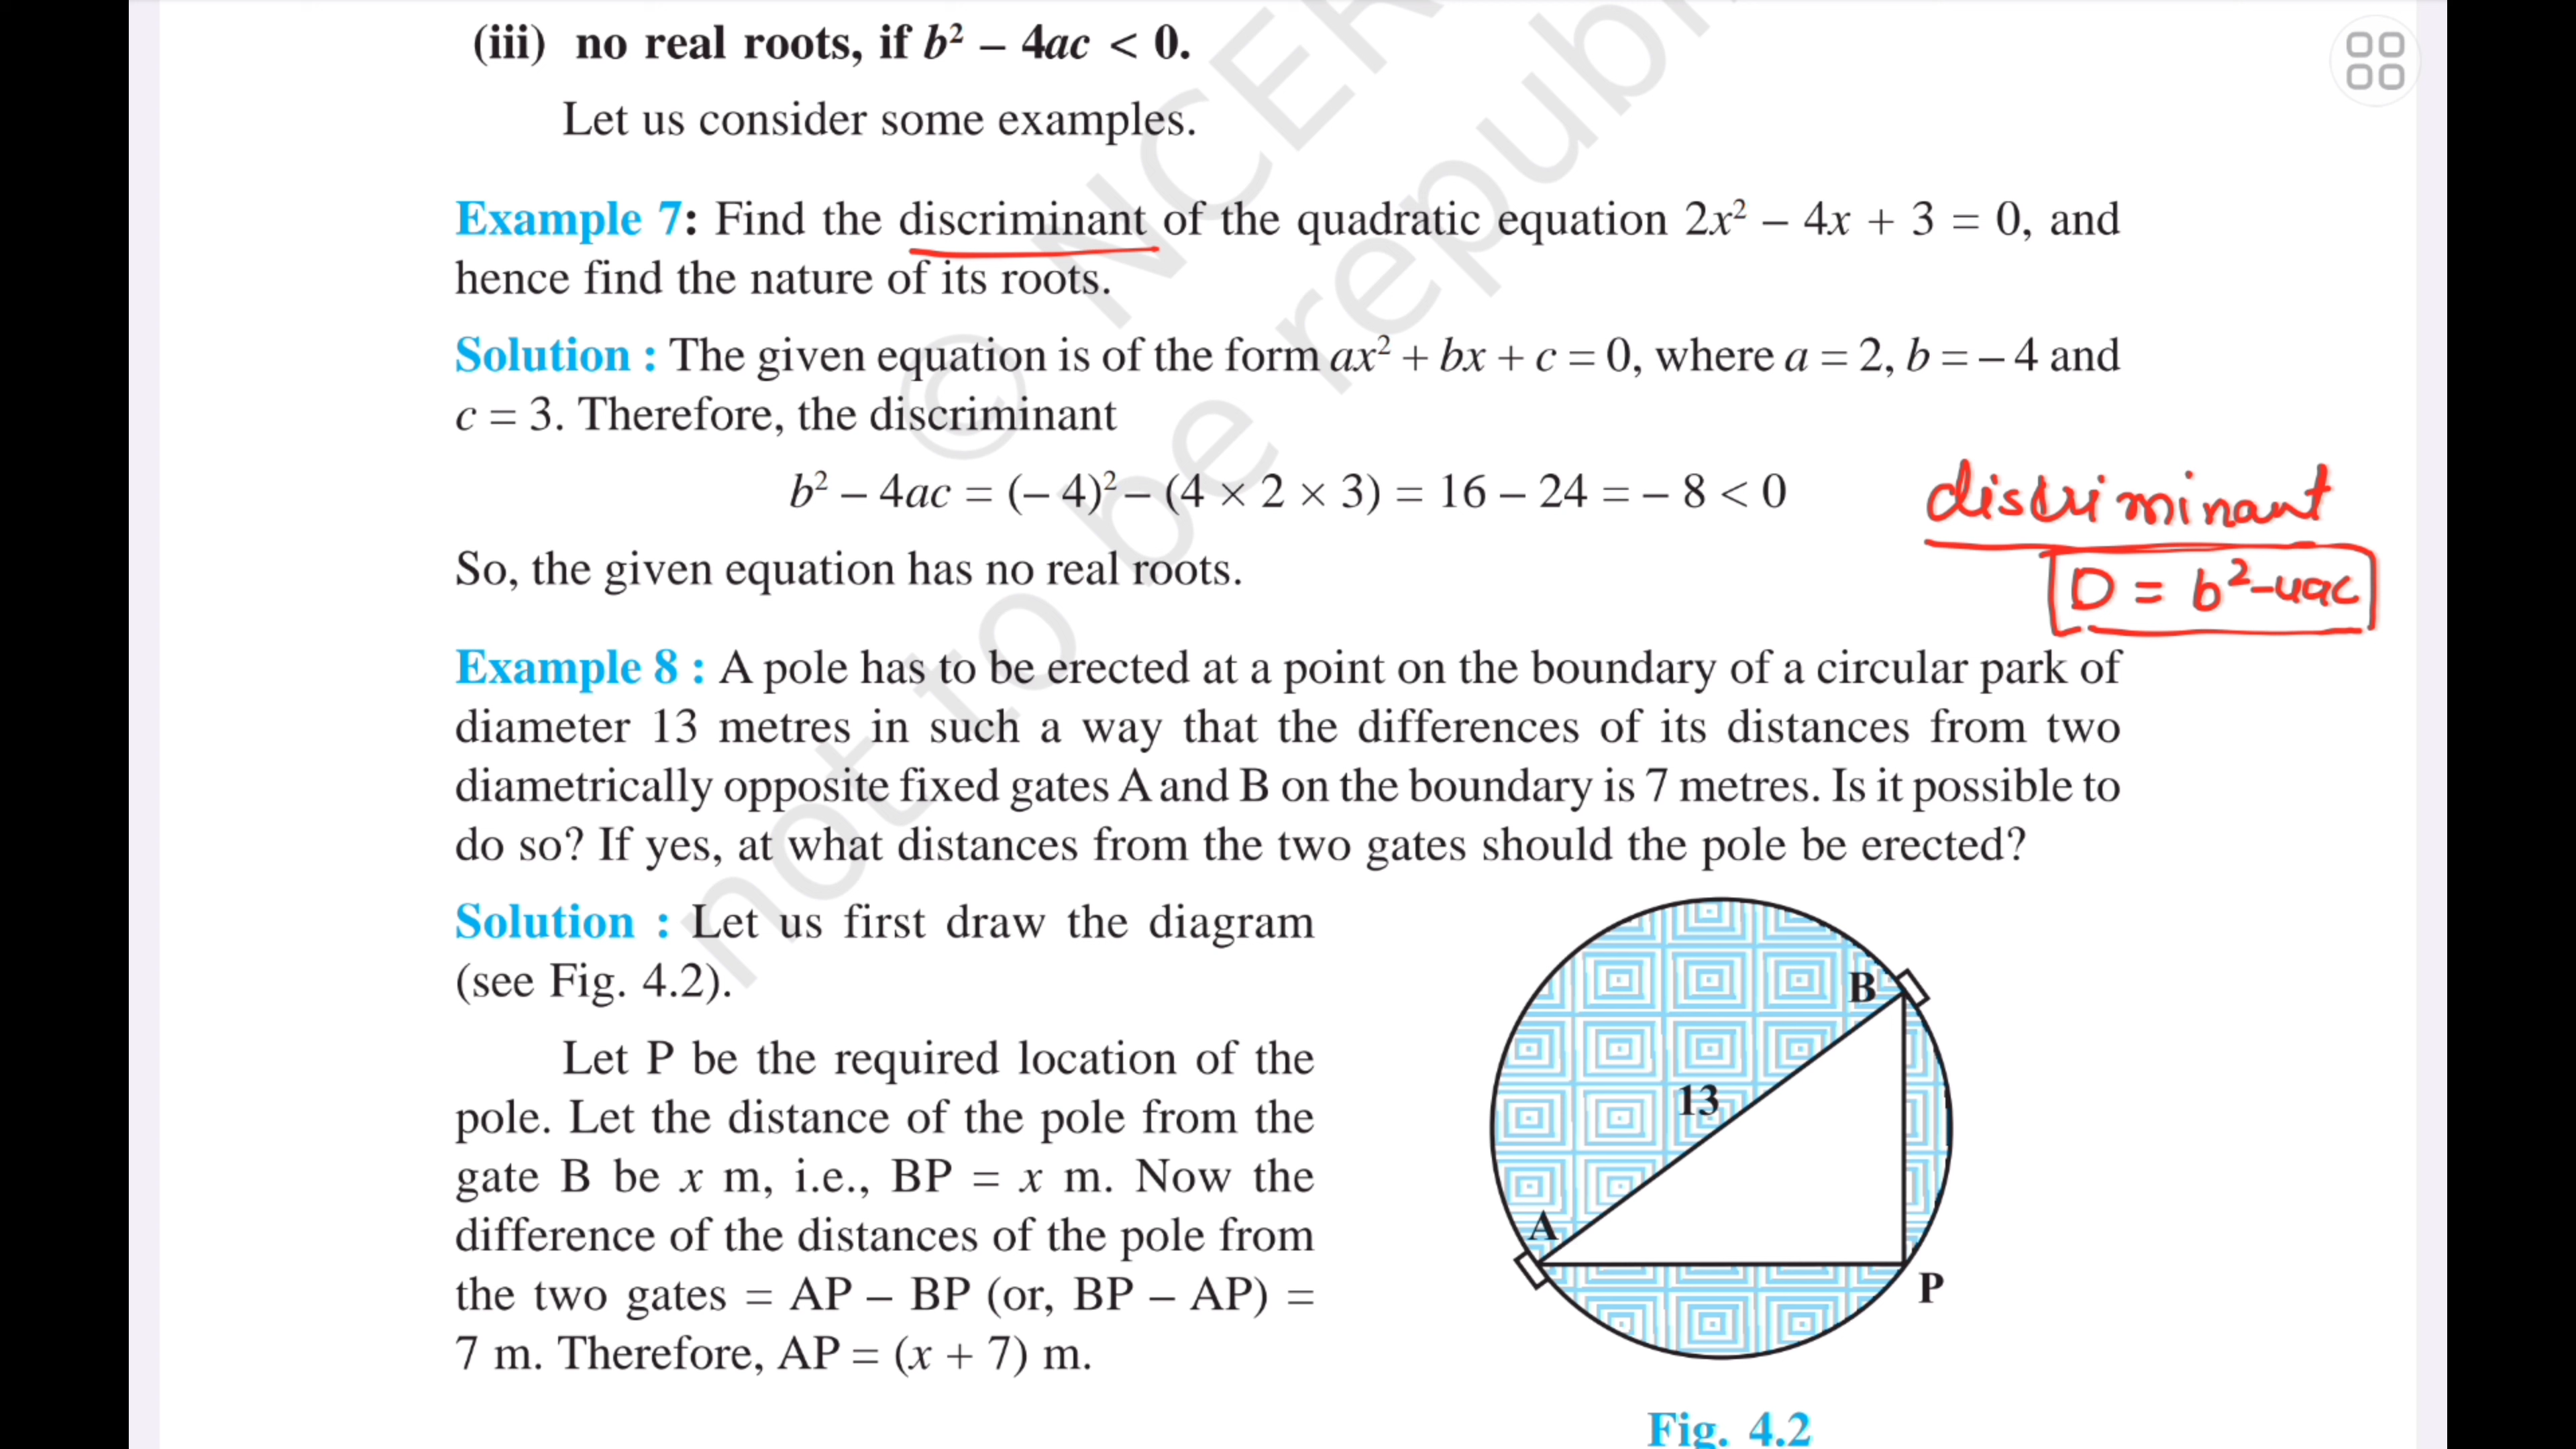 (iii) no real roots, if b² – 4ac < 0.
Let us consider some examples.
Example 7: Find the discriminant of the quadratic equation 2x² – 4x + 3 = 0, and
hence find the nature of its roots.
Solution : The given equation is of the form ax² + bx + c = 0, where a = 2, b = – 4 and
c = 3. Therefore, the discriminant
b² – 4ac = (– 4)² – (4 × 2 × 3) = 16 – 24 = – 8 < 0
discriminant
So, the given equation has no real roots.
D = b²-4ac
Example 8 : A pole has to be erected at a point on the boundary of a circular park of
diameter 13 metres in such a way that the differences of its distances from two
diametrically opposite fixed gates A and B on the boundary is 7 metres. Is it possible to
do so? If yes, at what distances from the two gates should the pole be erected?
Solution : Let us first draw the diagram
(see Fig. 4.2).
Let P be the required location of the
pole. Let the distance of the pole from the
gate B be x m, i.e., BP = x m. Now the
difference of the distances of the pole from
the two gates = AP – BP (or, BP – AP) =
7 m. Therefore, AP = (x + 7) m.
B
13
A
P
Fig. 4.2
© NCER
not to be republ